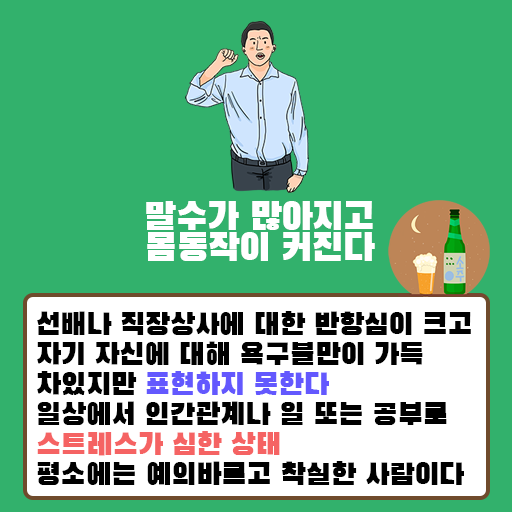 말수가 많아지고
몸동작이 커진다
소주
선배나 직장상사에 대한 반항심이 크고
자기 자신에 대해 욕구불만이 가득
차있지만 표현하지 못한다
일상에서 인간관계나 일 또는 공부로
스트레스가 심한 상태
평소에는 예의바르고 착실한 사람이다